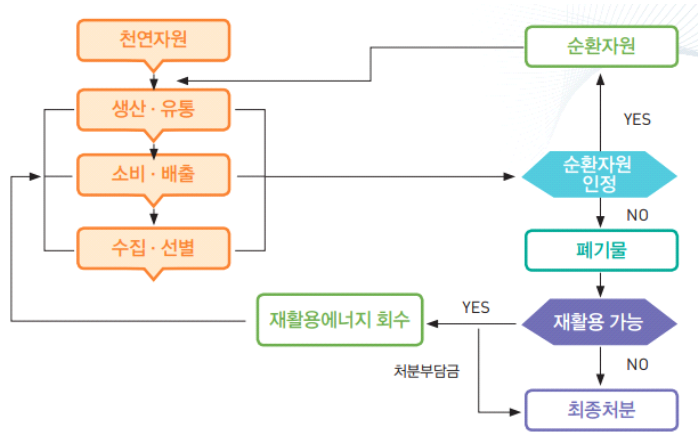 천연자원
순환자원
생산 · 유통
YES
소비 · 배출
순환자원
인정
NO
수집 · 선별
폐기물
재활용에너지 회수
YES
재활용 가능
처분부담금
NO
최종처분